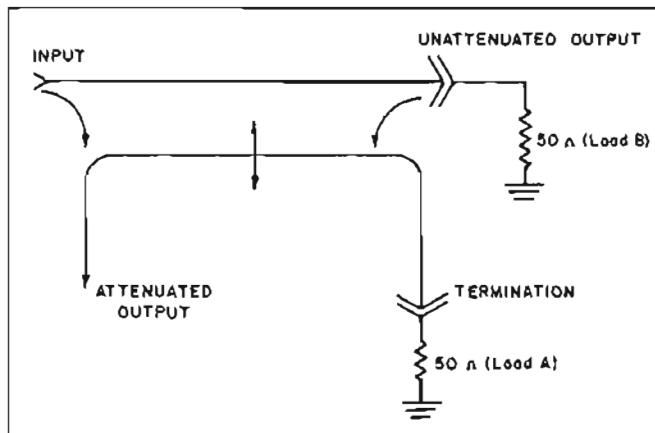 UNATTENUATED OUTPUT
INPUT
50 Ω (Load B)
ATTENUATED
OUTPUT
TERMINATION
50 Ω (Load A)